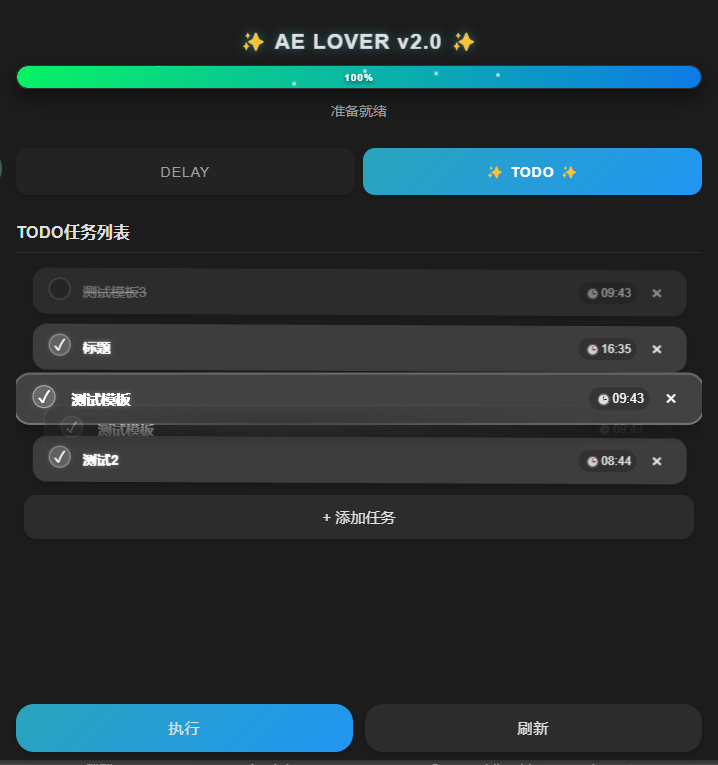 ✨ AE LOVER v2.0 ✨
100%
准备就绪
DELAY
✨ TODO ✨
TODO任务列表
测试模板3 09:43 ×
标题 16:35 ×
测试模板 09:43 ×
测试模板 09:43 ×
测试2 08:44 ×
+ 添加任务
执行 刷新